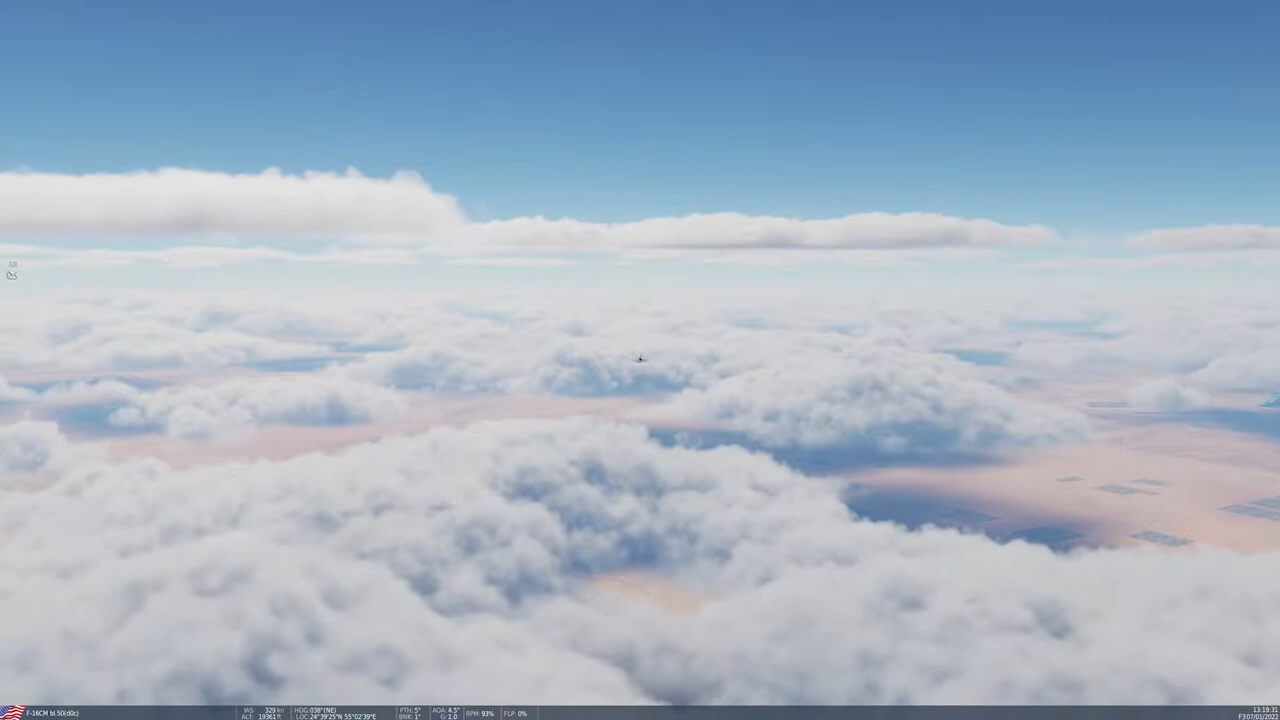 F-16CM bl.50(d0c)
IAS: 329 kn
ALT: 19361 ft
HDG: 038°(NE)
LOC: 24°39'25"N 55°02'39"E
PTH: 5°
BNK: 1°
AOA: 4.5°
G: 1.0
RPM: 93%
FLP: 0%
13:19:31